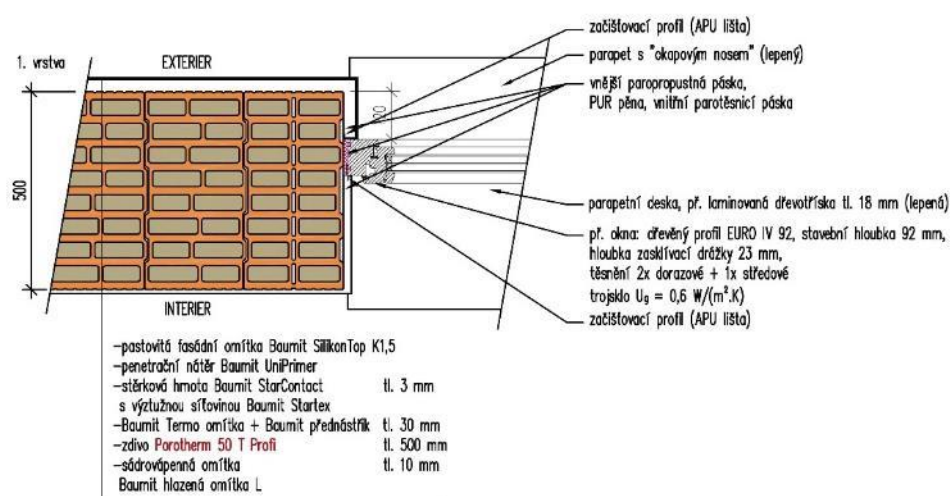 začišťovací profil (APU lišta)
1. vrstva
EXTERIER
parapet s "okapovým nosem" (lepený)
vnější paropropustná páska,
PUR pěna, vnitřní parotěsnicí páska
500
parapetní deska, př. laminovaná dřevotříska tl. 18 mm (lepená)
př. okna: dřevěný profil EURO IV 92, stavební hloubka 92 mm,
hloubka zasklívací drážky 23 mm,
těsnění 2x dorazové + 1x středové
trojsklo Ug = 0,6 W/(m².K)
INTERIER
začišťovací profil (APU lišta)
-pastovitá fasádní omítka Baumit SilikonTop K1,5
-penetrační nátěr Baumit UniPrimer
-stěrková hmota Baumit StarContact tl. 3 mm
s výztužnou síťovinou Baumit Startex
-Baumit Termo omítka + Baumit přednástřik tl. 30 mm
-zdivo Porotherm 50 T Profi tl. 500 mm
-sádrovápenná omítka tl. 10 mm
Baumit hlazená omítka L